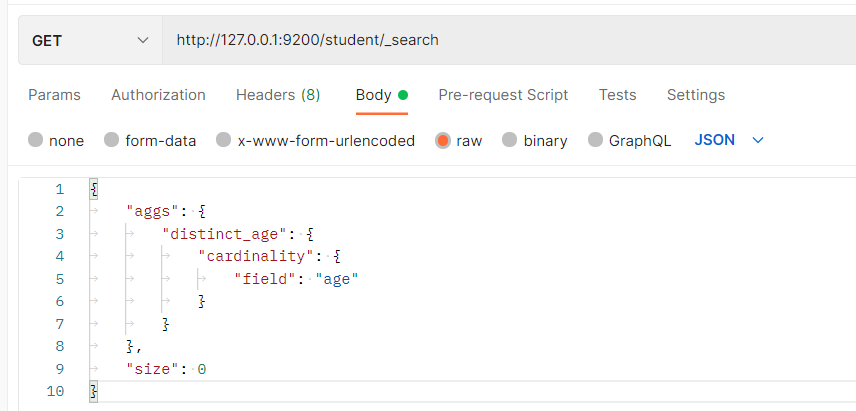 GET http://127.0.0.1:9200/student/_search
Params Authorization Headers (8) Body Pre-request Script Tests Settings
none form-data x-www-form-urlencoded raw binary GraphQL JSON
1 {
2 "aggs": {
3 "distinct_age": {
4 "cardinality": {
5 "field": "age"
6 }
7 }
8 },
9 "size": 0
10 }